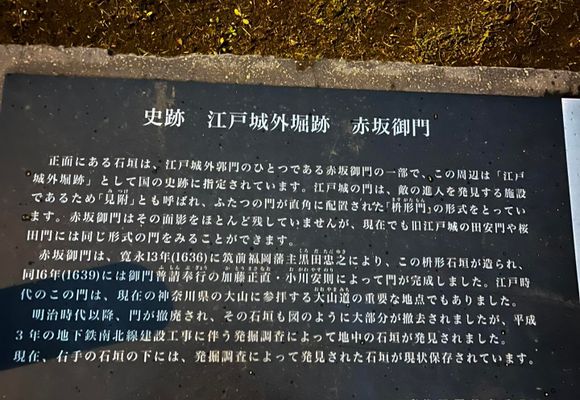 史跡　江戸城外堀跡　赤坂御門
正面にある石垣は、江戸城外郭門のひとつである赤坂御門の一部で、この周辺は「江戸
城外堀跡」として国の史跡に指定されています。江戸城の門は、敵の進入を発見する施設
であるため「見附」とも呼ばれ、ふたつの門が直角に配置された「枡形門」の形式をとってい
ます。赤坂御門はその面影をほとんど残していませんが、現在でも旧江戸城の田安門や桜
田門には同じ形式の門をみることができます。
赤坂御門は、寛永13年(1636)に筑前福岡藩主黒田忠之により、この枡形石垣が造られ、
同16年(1639)には御門普請奉行の加藤正直・小川安則によって門が完成しました。江戸時
代のこの門は、現在の神奈川県の大山に参拝する大山道の重要な地点でもありました。
明治時代以降、門が撤廃され、その石垣も図のように大部分が撤去されましたが、平成
3年の地下鉄南北線建設工事に伴う発掘調査によって地中の石垣が発見されました。
現在、右手の石垣の下には、発掘調査によって発見された石垣が現状保存されています。